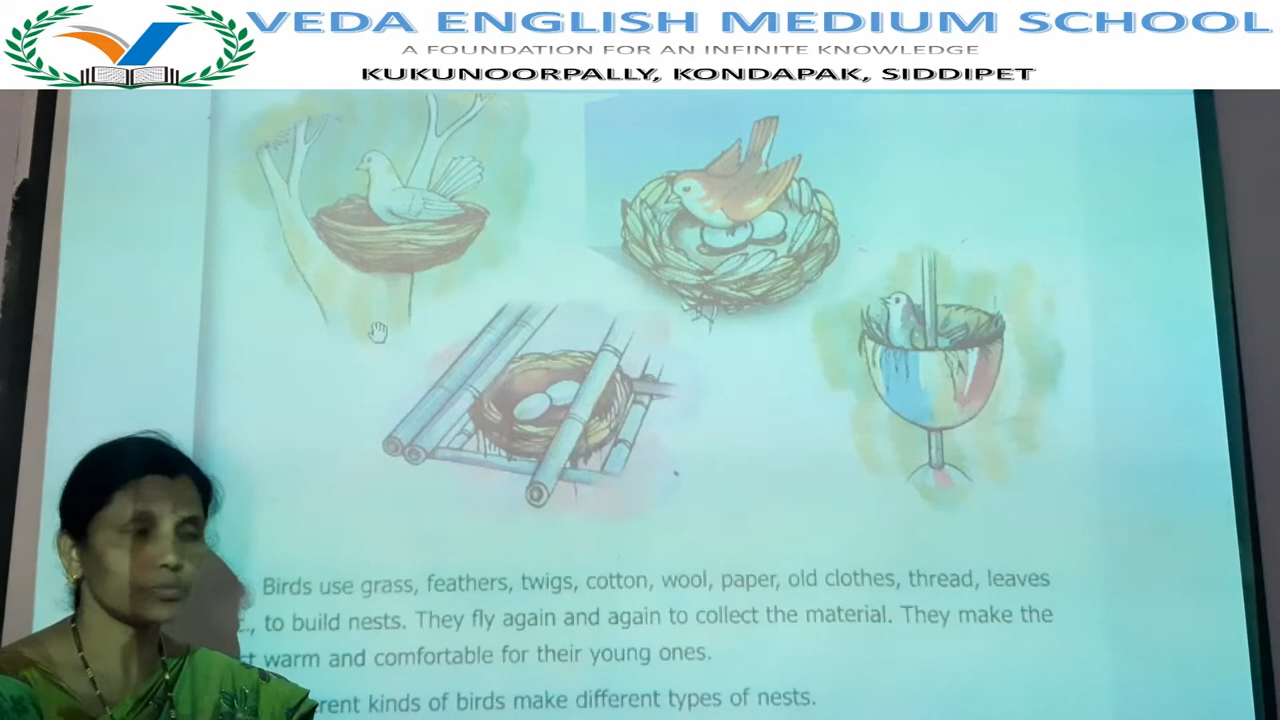 VEDA ENGLISH MEDIUM SCHOOL
A FOUNDATION FOR AN INFINITE KNOWLEDGE
KUKUNOORPALLY, KONDAPAK, SIDDIPET
Birds use grass, feathers, twigs, cotton, wool, paper, old clothes, thread, leaves
to build nests. They fly again and again to collect the material. They make the
warm and comfortable for their young ones.
kinds of birds make different types of nests.